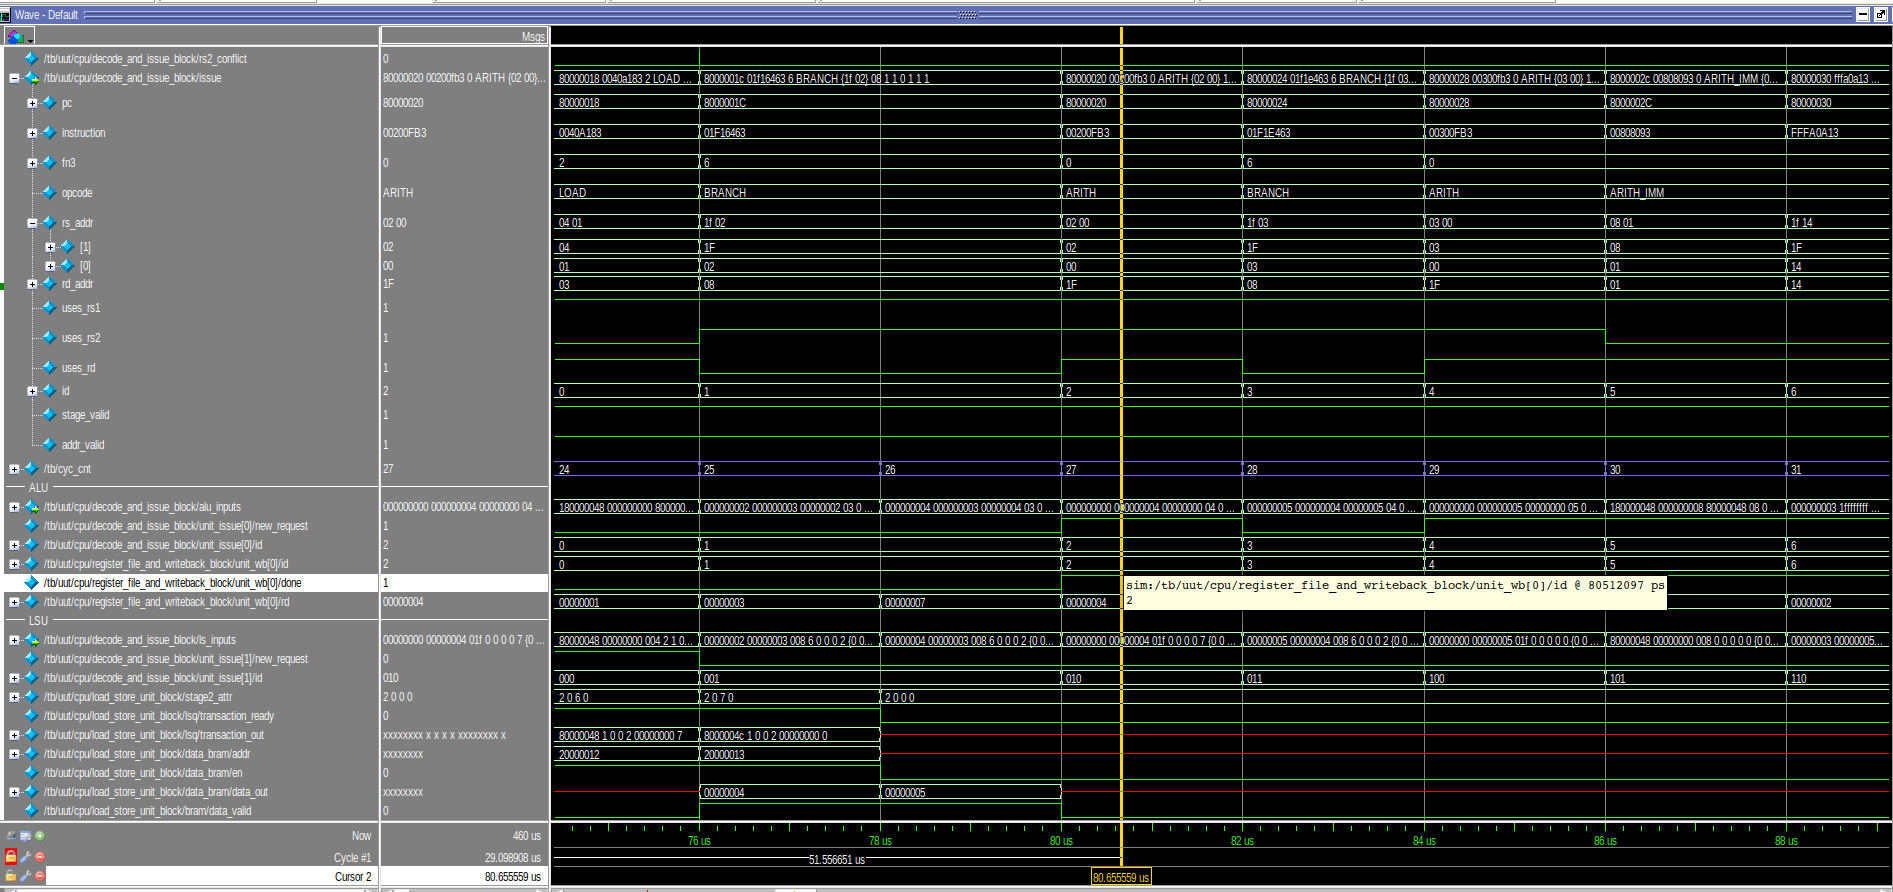 Wave - Default
Msgs
/tb/uut/cpu/decode_and_issue_block/rs2_conflict 0
/tb/uut/cpu/decode_and_issue_block/issue 80000020 00200fb3 0 ARITH {02 00}... 80000018 0040a183 2 LOAD ... 8000001c 01f16463 6 BRANCH {1f 02} 08 1 1 0 1 1 1 80000020 00200fb3 0 ARITH {02 00} 1... 80000024 01f1e463 6 BRANCH {1f 03... 80000028 00300fb3 0 ARITH {03 00} 1... 8000002c 00808093 0 ARITH_IMM {0... 80000030 fffa0a13 ...
pc 80000020 80000018 8000001C 80000020 80000024 80000028 8000002C 80000030
instruction 00200FB3 0040A183 01F16463 00200FB3 01F1E463 00300FB3 00808093 FFFA0A13
fn3 0 2 6 0 6 0
opcode ARITH LOAD BRANCH ARITH BRANCH ARITH ARITH_IMM
rs_addr 02 00 04 01 1f 02 02 00 1f 03 03 00 08 01 1f 14
[1] 02 04 1F 02 1F 03 08 1F
[0] 00 01 02 00 03 00 01 14
rd_addr 1F 03 08 1F 08 1F 01 14
uses_rs1 1
uses_rs2 1
uses_rd 1
id 2 0 1 2 3 4 5 6
stage_valid 1
addr_valid 1
/tb/cyc_cnt 27 24 25 26 27 28 29 30 31
ALU
/tb/uut/cpu/decode_and_issue_block/alu_inputs 000000000 000000004 00000000 04 ... 180000048 000000000 800000... 000000002 000000003 00000002 03 0 ... 000000004 000000003 00000004 03 0 ... 000000000 000000004 00000000 04 0 ... 000000005 000000004 00000005 04 0 ... 000000000 000000005 00000000 05 0 ... 180000048 000000008 80000048 08 0 ... 000000003 1ffffffff ...
/tb/uut/cpu/decode_and_issue_block/unit_issue[0]/new_request 1
/tb/uut/cpu/decode_and_issue_block/unit_issue[0]/id 2 0 1 2 3 4 5 6
/tb/uut/cpu/register_file_and_writeback_block/unit_wb[0]/id 2 0 1 2 3 4 5 6
/tb/uut/cpu/register_file_and_writeback_block/unit_wb[0]/done 1
sim:/tb/uut/cpu/register_file_and_writeback_block/unit_wb[0]/id @ 80512097 ps
2
/tb/uut/cpu/register_file_and_writeback_block/unit_wb[0]/rd 00000004 00000001 00000003 00000007 00000004 00000002
LSU
/tb/uut/cpu/decode_and_issue_block/ls_inputs 00000000 00000004 01f 0 0 0 0 7 {0 ... 80000048 00000000 004 2 1 0... 00000002 00000003 008 6 0 0 0 2 {0 0... 00000004 00000003 008 6 0 0 0 2 {0 0... 00000000 00000004 01f 0 0 0 0 7 {0 0... 00000005 00000004 008 6 0 0 0 2 {0 0... 00000000 00000005 01f 0 0 0 0 0 {0 0... 80000048 00000000 008 0 0 0 0 0 {0 0... 00000003 00000005...
/tb/uut/cpu/decode_and_issue_block/unit_issue[1]/new_request 0
/tb/uut/cpu/decode_and_issue_block/unit_issue[1]/id 010 000 001 010 011 100 101 110
/tb/uut/cpu/load_store_unit_block/stage2_attr 2 0 0 0 2 0 6 0 2 0 7 0 2 0 0 0
/tb/uut/cpu/load_store_unit_block/lsq/transaction_ready 0
/tb/uut/cpu/load_store_unit_block/lsq/transaction_out xxxxxxxx x x x x xxxxxxxx x 80000048 1 0 0 2 00000000 7 8000004c 1 0 0 2 00000000 0
/tb/uut/cpu/load_store_unit_block/data_bram/addr xxxxxxxx 20000012 20000013
/tb/uut/cpu/load_store_unit_block/data_bram/en 0
/tb/uut/cpu/load_store_unit_block/data_bram/data_out xxxxxxxx 00000004 00000005
/tb/uut/cpu/load_store_unit_block/bram/data_valid 0
Now 460 us 76 us 78 us 80 us 82 us 84 us 86 us 88 us
Cycle #1 29.098908 us 51.556651 us
Cursor 2 80.655559 us 80.655559 us